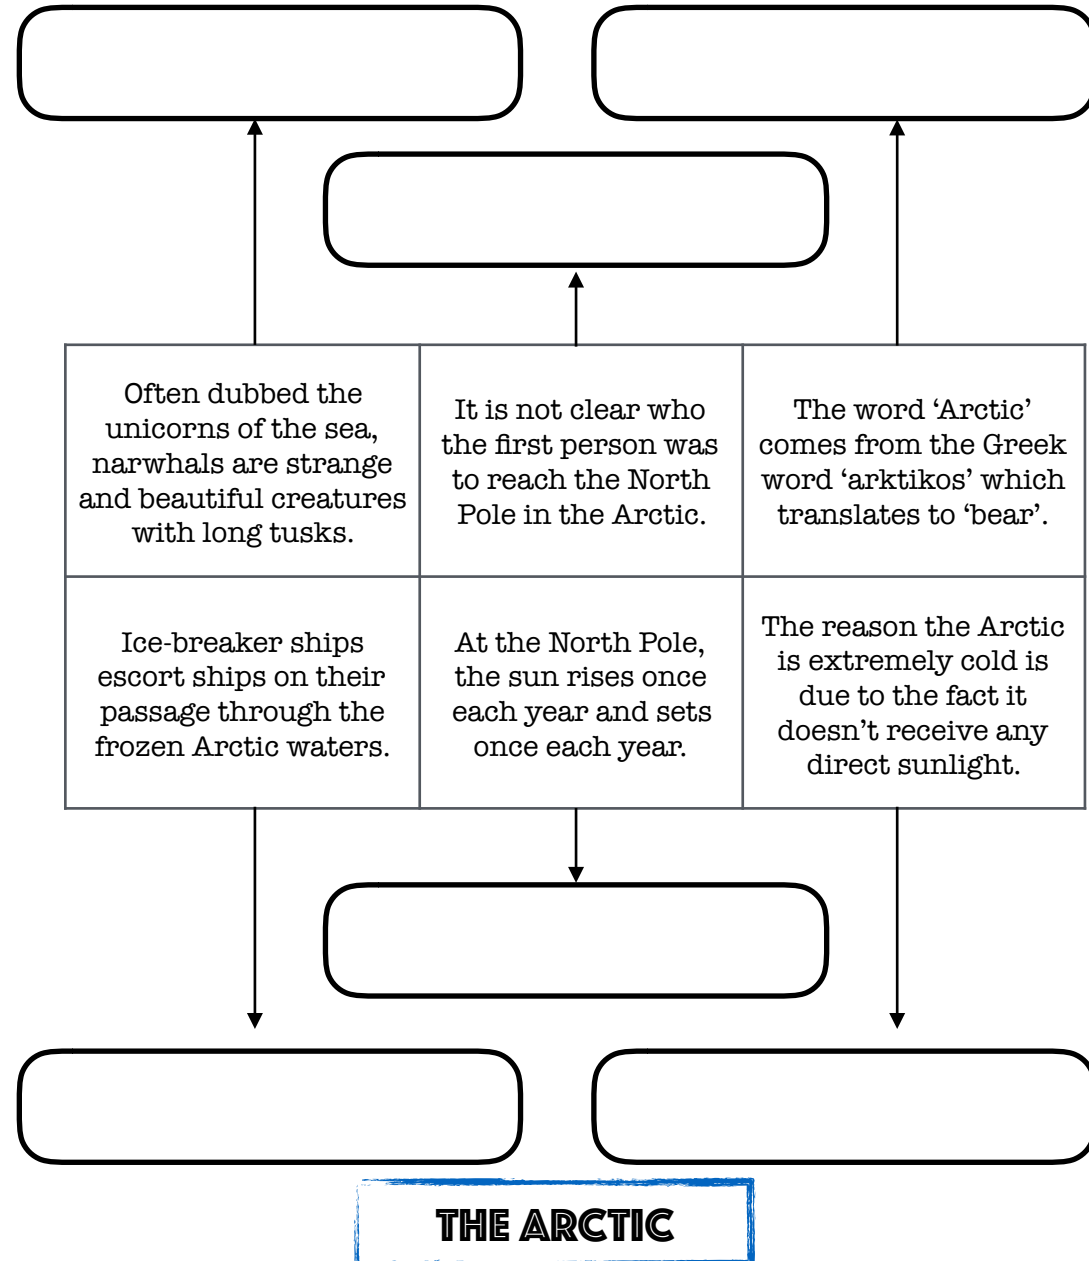 Often dubbed the
unicorns of the sea,
narwhals are strange
and beautiful creatures
with long tusks.
It is not clear who
the first person was
to reach the North
Pole in the Arctic.
The word ‘Arctic’
comes from the Greek
word ‘arktikos’ which
translates to ‘bear’.
Ice-breaker ships
escort ships on their
passage through the
frozen Arctic waters.
At the North Pole,
the sun rises once
each year and sets
once each year.
The reason the Arctic
is extremely cold is
due to the fact it
doesn’t receive any
direct sunlight.
THE ARCTIC